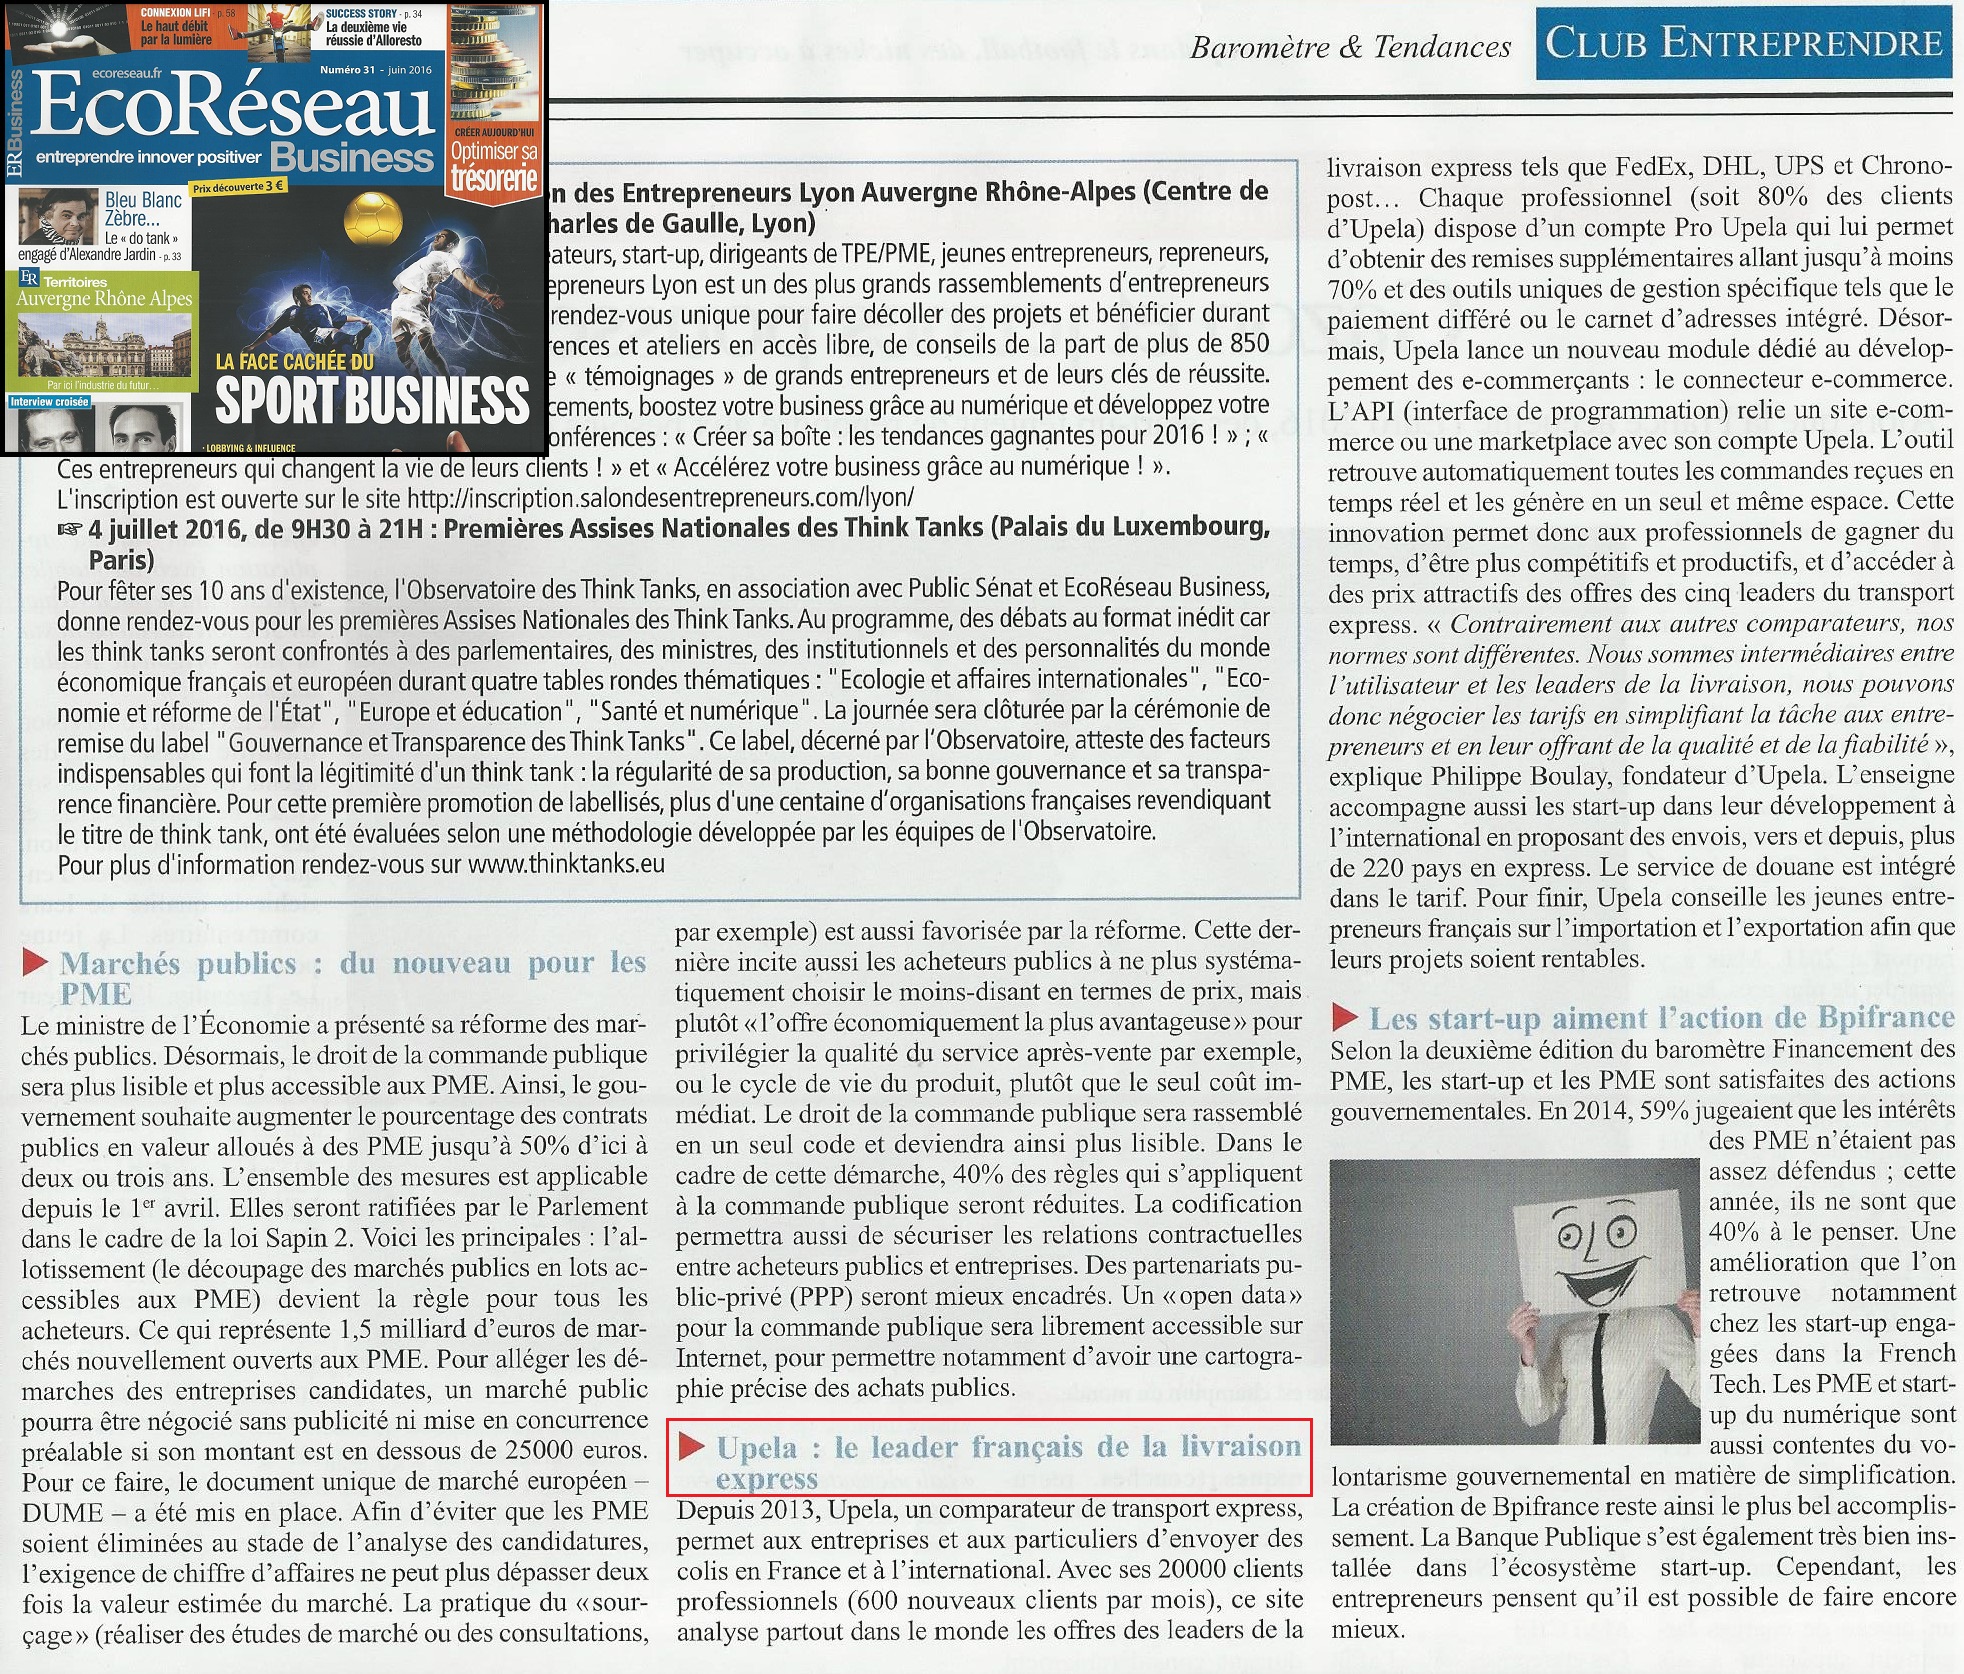 CONNEXION LIFI - p. 58
Le haut débit
par la lumière
SUCCESS STORY - p. 34
La deuxième vie
réussie d'Alloresto
ecoreseau.fr
Numéro 31 - juin 2016
ER Business
EcoRéseau
Business
entreprendre innover positiver
CRÉER AUJOURD'HUI
Optimiser sa
trésorerie
Prix découverte 3 €
Bleu Blanc
Zèbre...
Le « do tank »
engagé d'Alexandre Jardin - p. 33
ER Territoires
Auvergne Rhône Alpes
Par ici l'industrie du futur...
Interview croisée
LA FACE CACHÉE DU
SPORT BUSINESS
· LOBBYING & INFLUENCE
Baromètre & Tendances
CLUB ENTREPRENDRE
on des Entrepreneurs Lyon Auvergne Rhône-Alpes (Centre de
harles de Gaulle, Lyon)
ateurs, start-up, dirigeants de TPE/PME, jeunes entrepreneurs, repreneurs,
epreneurs Lyon est un des plus grands rassemblements d'entrepreneurs
rendez-vous unique pour faire décoller des projets et bénéficier durant
rences et ateliers en accès libre, de conseils de la part de plus de 850
e « témoignages » de grands entrepreneurs et de leurs clés de réussite.
cements, boostez votre business grâce au numérique et développez votre
onférences : « Créer sa boîte : les tendances gagnantes pour 2016 ! » ; «
Ces entrepreneurs qui changent la vie de leurs clients ! » et « Accélérez votre business grâce au numérique ! ».
L'inscription est ouverte sur le site http://inscription.salondesentrepreneurs.com/lyon/
☞ 4 juillet 2016, de 9H30 à 21H : Premières Assises Nationales des Think Tanks (Palais du Luxembourg,
Paris)
Pour fêter ses 10 ans d'existence, l'Observatoire des Think Tanks, en association avec Public Sénat et EcoRéseau Business,
donne rendez-vous pour les premières Assises Nationales des Think Tanks. Au programme, des débats au format inédit car
les think tanks seront confrontés à des parlementaires, des ministres, des institutionnels et des personnalités du monde
économique français et européen durant quatre tables rondes thématiques : "Ecologie et affaires internationales", "Eco-
nomie et réforme de l'État", "Europe et éducation", "Santé et numérique". La journée sera clôturée par la cérémonie de
remise du label "Gouvernance et Transparence des Think Tanks". Ce label, décerné par l'Observatoire, atteste des facteurs
indispensables qui font la légitimité d'un think tank : la régularité de sa production, sa bonne gouvernance et sa transpa-
rence financière. Pour cette première promotion de labellisés, plus d'une centaine d'organisations françaises revendiquant
le titre de think tank, ont été évaluées selon une méthodologie développée par les équipes de l'Observatoire.
Pour plus d'information rendez-vous sur www.thinktanks.eu
Marchés publics : du nouveau pour les
PME
Le ministre de l'Économie a présenté sa réforme des mar-
chés publics. Désormais, le droit de la commande publique
sera plus lisible et plus accessible aux PME. Ainsi, le gou-
vernement souhaite augmenter le pourcentage des contrats
publics en valeur alloués à des PME jusqu'à 50% d'ici à
deux ou trois ans. L'ensemble des mesures est applicable
depuis le 1er avril. Elles seront ratifiées par le Parlement
dans le cadre de la loi Sapin 2. Voici les principales : l'al-
lotissement (le découpage des marchés publics en lots ac-
cessibles aux PME) devient la règle pour tous les
acheteurs. Ce qui représente 1,5 milliard d'euros de mar-
chés nouvellement ouverts aux PME. Pour alléger les dé-
marches des entreprises candidates, un marché public
pourra être négocié sans publicité ni mise en concurrence
préalable si son montant est en dessous de 25000 euros.
Pour ce faire, le document unique de marché européen –
DUME – a été mis en place. Afin d'éviter que les PME
soient éliminées au stade de l'analyse des candidatures,
l'exigence de chiffre d'affaires ne peut plus dépasser deux
fois la valeur estimée du marché. La pratique du «sour-
çage» (réaliser des études de marché ou des consultations,
par exemple) est aussi favorisée par la réforme. Cette der-
nière incite aussi les acheteurs publics à ne plus systéma-
tiquement choisir le moins-disant en termes de prix, mais
plutôt «l'offre économiquement la plus avantageuse» pour
privilégier la qualité du service après-vente par exemple,
ou le cycle de vie du produit, plutôt que le seul coût im-
médiat. Le droit de la commande publique sera rassemblé
en un seul code et deviendra ainsi plus lisible. Dans le
cadre de cette démarche, 40% des règles qui s'appliquent
à la commande publique seront réduites. La codification
permettra aussi de sécuriser les relations contractuelles
entre acheteurs publics et entreprises. Des partenariats pu-
blic-privé (PPP) seront mieux encadrés. Un «open data»
pour la commande publique sera librement accessible sur
Internet, pour permettre notamment d'avoir une cartogra-
phie précise des achats publics.
Upela : le leader français de la livraison
express
Depuis 2013, Upela, un comparateur de transport express,
permet aux entreprises et aux particuliers d'envoyer des
colis en France et à l'international. Avec ses 20000 clients
professionnels (600 nouveaux clients par mois), ce site
analyse partout dans le monde les offres des leaders de la
livraison express tels que FedEx, DHL, UPS et Chrono-
post… Chaque professionnel (soit 80% des clients
d'Upela) dispose d'un compte Pro Upela qui lui permet
d'obtenir des remises supplémentaires allant jusqu'à moins
70% et des outils uniques de gestion spécifique tels que le
paiement différé ou le carnet d'adresses intégré. Désor-
mais, Upela lance un nouveau module dédié au dévelop-
pement des e-commerçants : le connecteur e-commerce.
L'API (interface de programmation) relie un site e-com-
merce ou une marketplace avec son compte Upela. L'outil
retrouve automatiquement toutes les commandes reçues en
temps réel et les génère en un seul et même espace. Cette
innovation permet donc aux professionnels de gagner du
temps, d'être plus compétitifs et productifs, et d'accéder à
des prix attractifs des offres des cinq leaders du transport
express. « Contrairement aux autres comparateurs, nos
normes sont différentes. Nous sommes intermédiaires entre
l'utilisateur et les leaders de la livraison, nous pouvons
donc négocier les tarifs en simplifiant la tâche aux entre-
preneurs et en leur offrant de la qualité et de la fiabilité »,
explique Philippe Boulay, fondateur d'Upela. L'enseigne
accompagne aussi les start-up dans leur développement à
l'international en proposant des envois, vers et depuis, plus
de 220 pays en express. Le service de douane est intégré
dans le tarif. Pour finir, Upela conseille les jeunes entre-
preneurs français sur l'importation et l'exportation afin que
leurs projets soient rentables.
Les start-up aiment l'action de Bpifrance
Selon la deuxième édition du baromètre Financement des
PME, les start-up et les PME sont satisfaites des actions
gouvernementales. En 2014, 59% jugeaient que les intérêts
des PME n'étaient pas
assez défendus ; cette
année, ils ne sont que
40% à le penser. Une
amélioration que l'on
retrouve notamment
chez les start-up enga-
gées dans la French
Tech. Les PME et start-
up du numérique sont
aussi contentes du vo-
lontarisme gouvernemental en matière de simplification.
La création de Bpifrance reste ainsi le plus bel accomplis-
sement. La Banque Publique s'est également très bien ins-
tallée dans l'écosystème start-up. Cependant, les
entrepreneurs pensent qu'il est possible de faire encore
mieux.